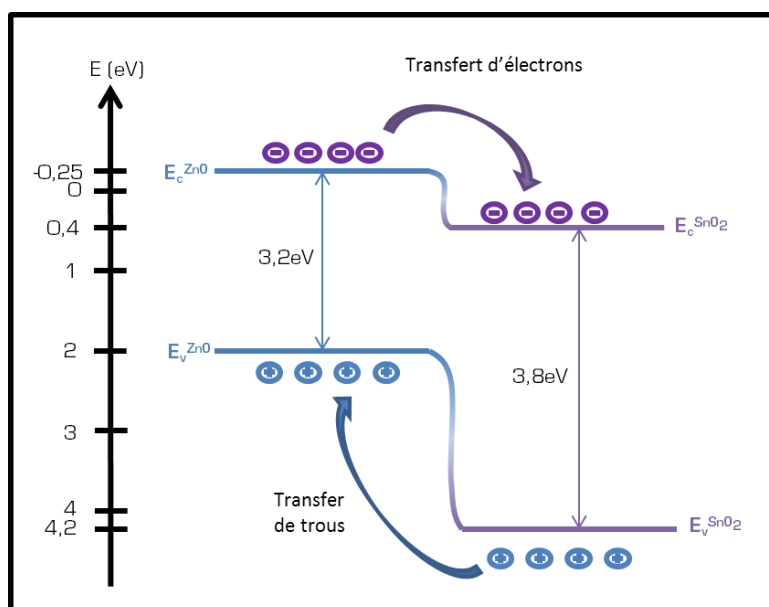 E (eV)
Transfert d'électrons
-0,25
0
0,4
1
2
3
4
4,2
EcZnO
EcSnO2
3,2eV
EvZnO
3,8eV
Transfer
de trous
EvSnO2